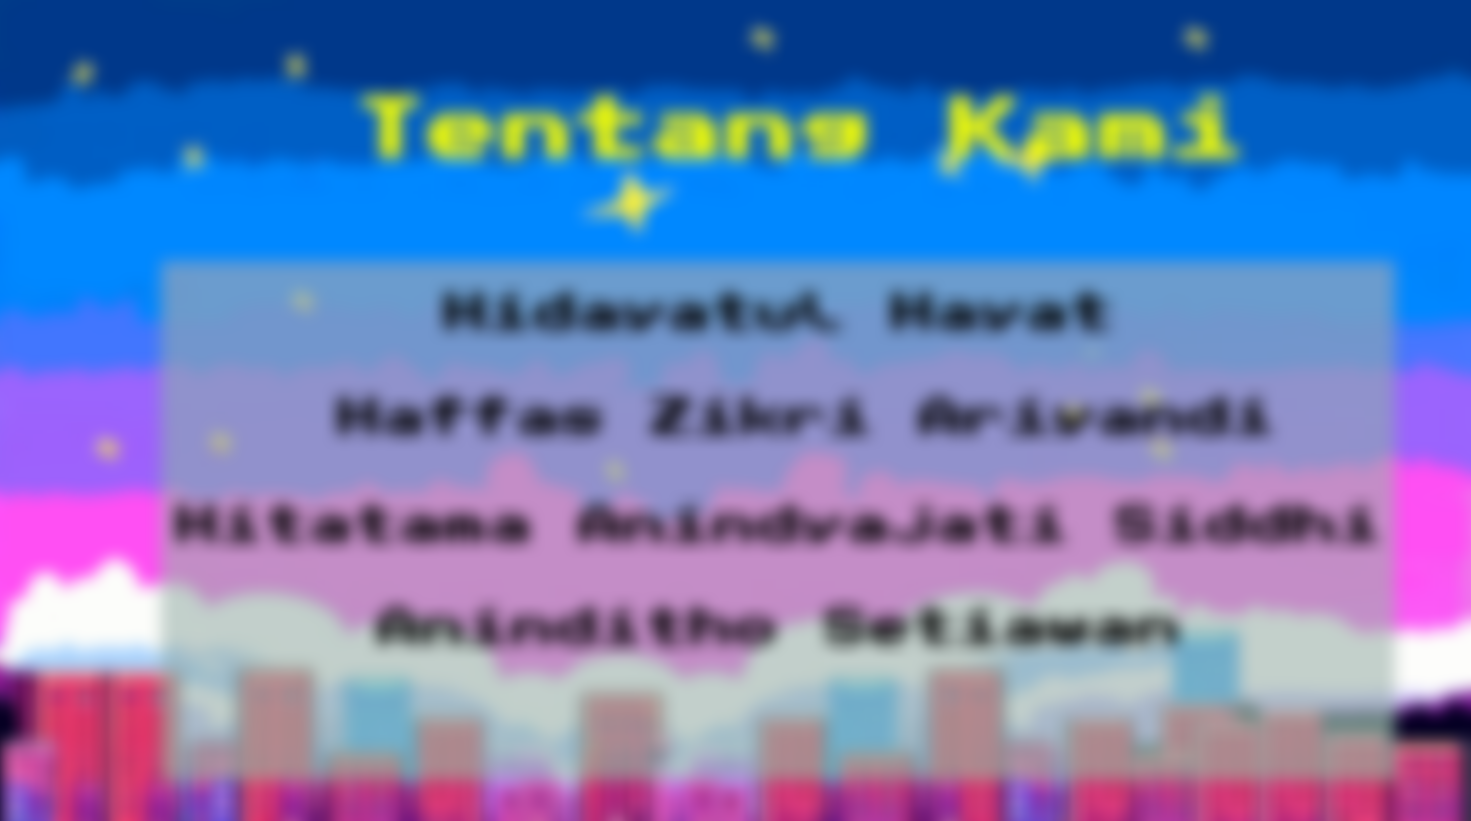 Tentang Kami
Hidayatul Hayat
Haffas Zikri Ariyandi
Hitatama Anindyajati Siddhi
Aninditho Setiawan